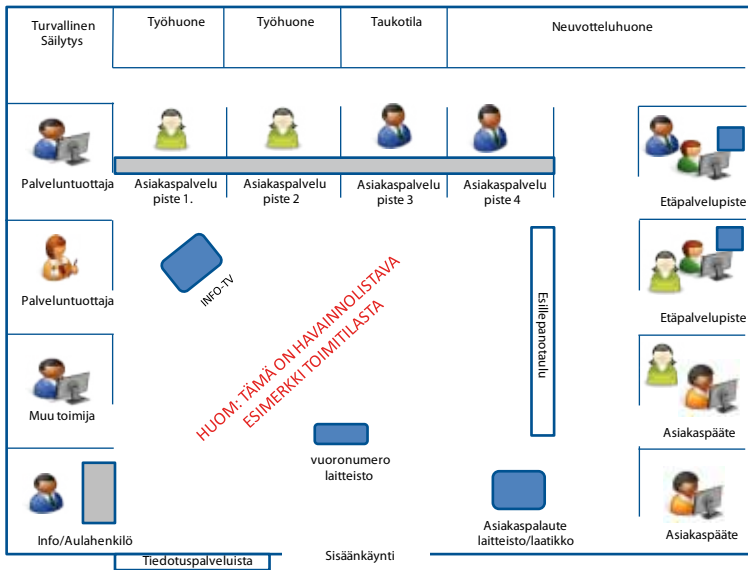 Turvallinen
Säilytys
Työhuone
Työhuone
Taukotila
Neuvotteluhuone
Palveluntuottaja
Asiakaspalvelu
piste 1.
Asiakaspalvelu
piste 2
Asiakaspalvelu
piste 3
Asiakaspalvelu
piste 4
Etäpalvelupiste
Palveluntuottaja
INFO-TV
HUOM: TÄMÄ ON HAVAINNOLISTAVA
ESIMERKKI TOIMITILASTA
Esillepanotaulu
Etäpalvelupiste
Muu toimija
Asiakaspääte
vuoronumero
laitteisto
Info/Aulahenkilö
Asiakaspalaute
laitteisto/laatikko
Asiakaspääte
Tiedotuspalveluista
Sisäänkäynti